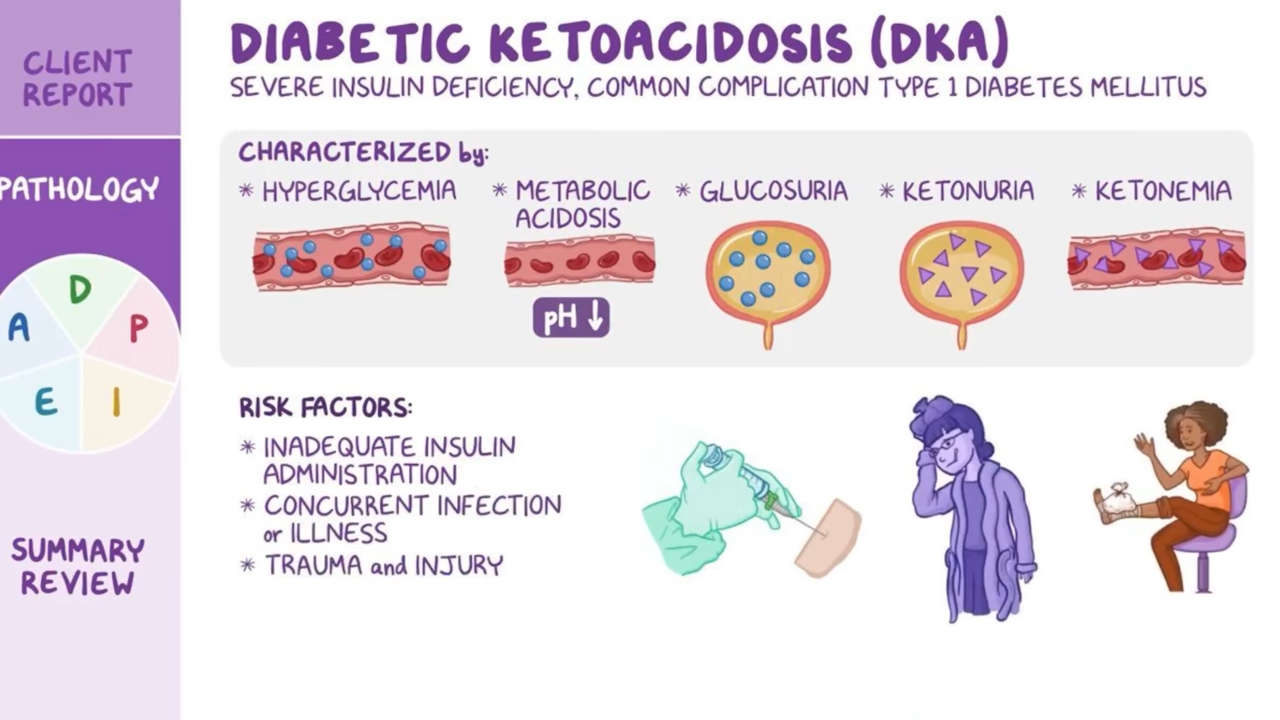 CLIENT
REPORT
PATHOLOGY
D
A
P
E
I
SUMMARY
REVIEW
DIABETIC KETOACIDOSIS (DKA)
SEVERE INSULIN DEFICIENCY, COMMON COMPLICATION TYPE 1 DIABETES MELLITUS
CHARACTERIZED by:
* HYPERGLYCEMIA
* METABOLIC
ACIDOSIS
pH ↓
* GLUCOSURIA
* KETONURIA
* KETONEMIA
RISK FACTORS:
* INADEQUATE INSULIN
ADMINISTRATION
* CONCURRENT INFECTION
or ILLNESS
* TRAUMA and INJURY